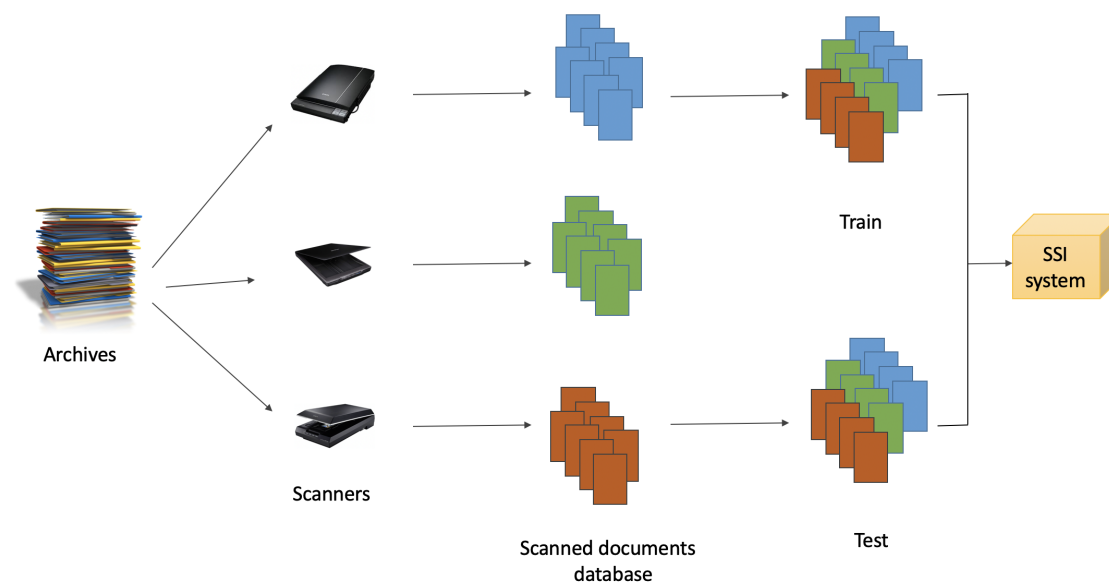 Archives
Scanners
Scanned documents
database
Train
Test
SSI
system